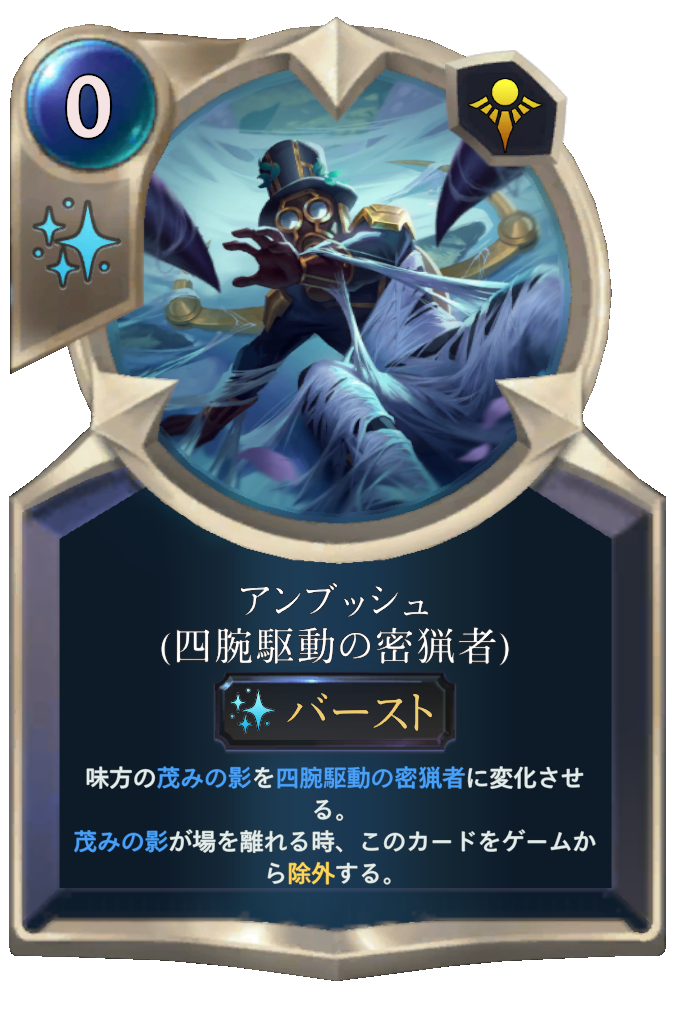 0
アンブッシュ
(四腕駆動の密猟者)
バースト
味方の茂みの影を四腕駆動の密猟者に変化させ
る。
茂みの影が場を離れる時、このカードをゲームか
ら除外する。